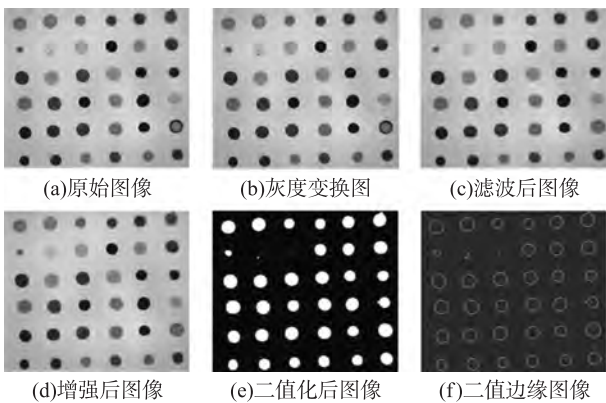 (a)原始图像
(b)灰度变换图
(c)滤波后图像
(d)增强后图像
(e)二值化后图像
(f)二值边缘图像